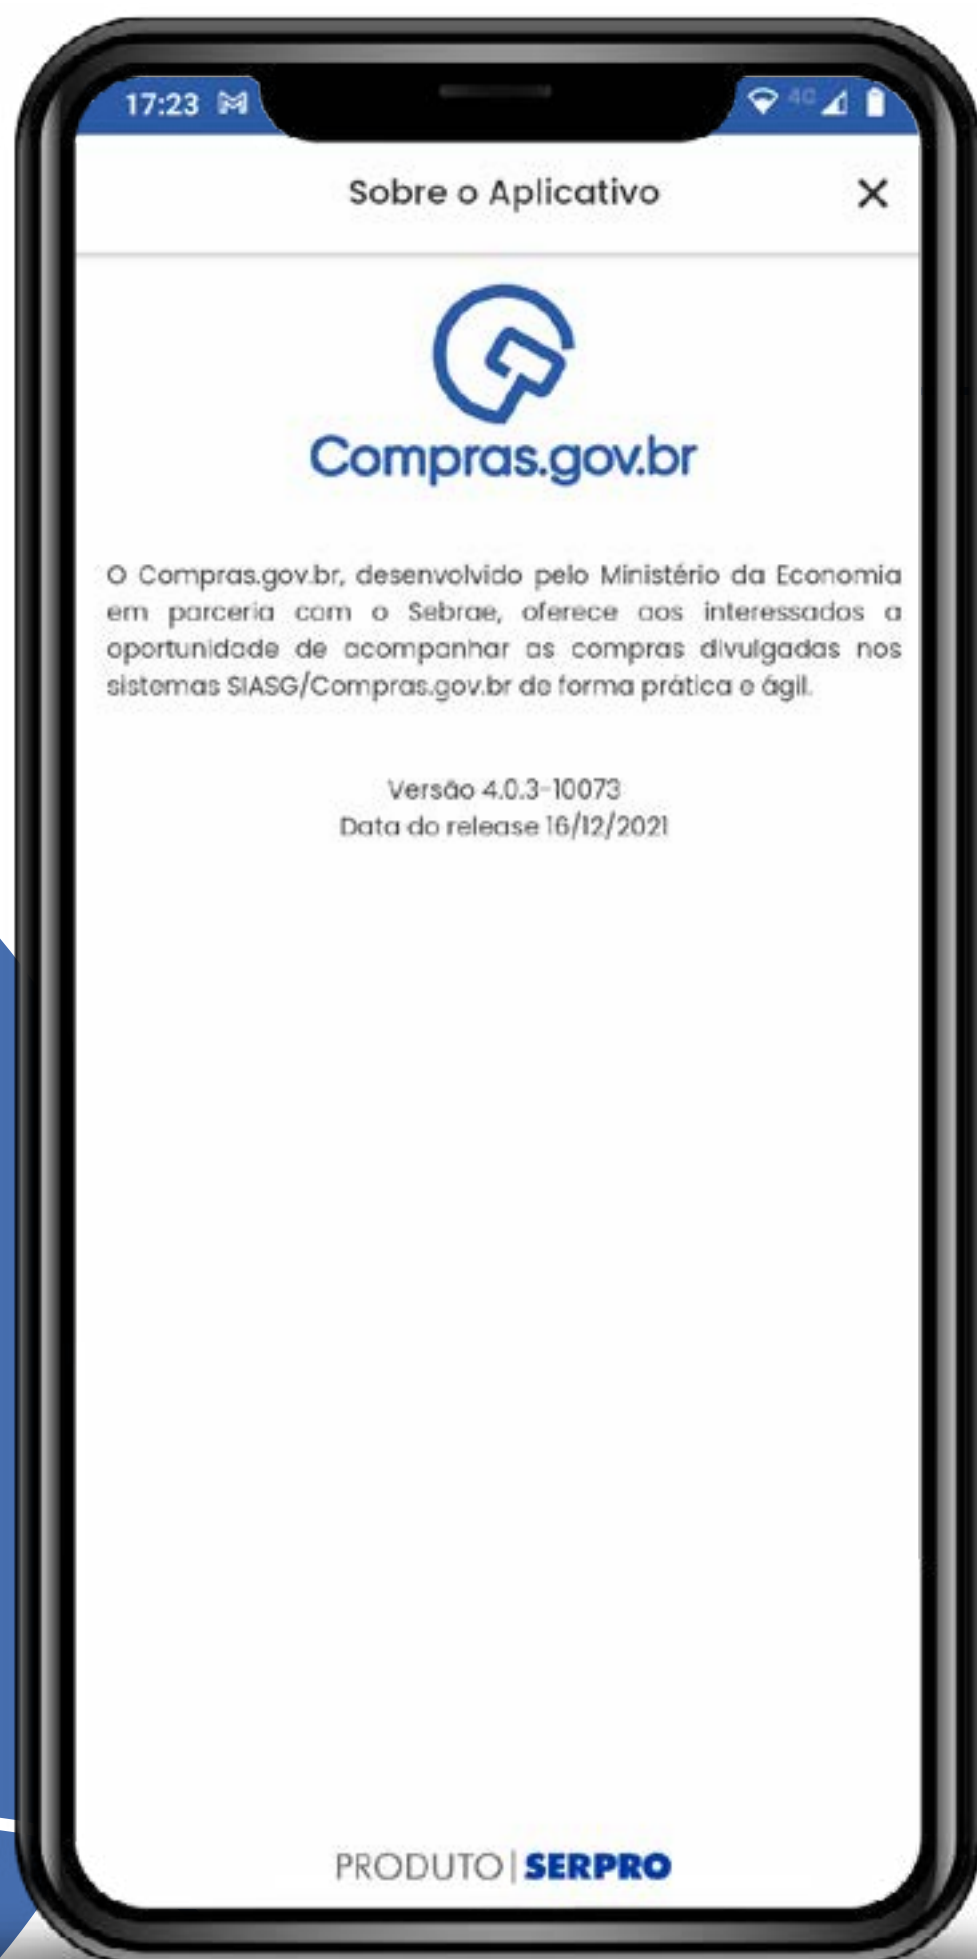 17:23
4G
Sobre o Aplicativo
Compras.gov.br
O Compras.gov.br, desenvolvido pelo Ministério da Economia
em parceria com o Sebrae, oferece aos interessados a
oportunidade de acompanhar as compras divulgadas nos
sistemas SIASG/Compras.gov.br de forma prática e ágil.
Versão 4.0.3-10073
Data do release 16/12/2021
PRODUTO | SERPRO